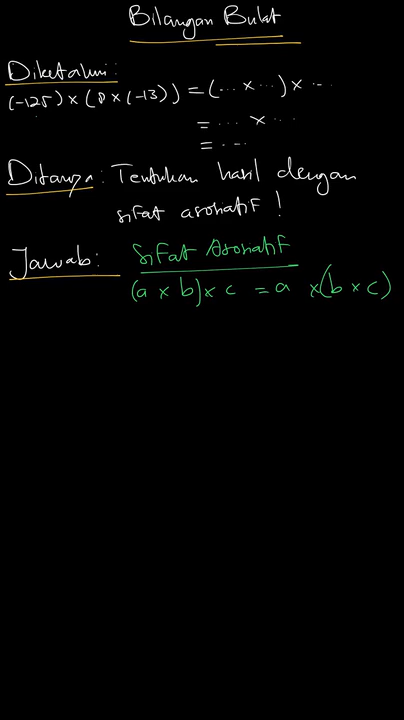 Bilangan Bulat
Diketahui:
(-125) × (8 × (-13)) = (... × ...) × ...
= ... × ...
= ...
Ditanya: Tentukan hasil dengan
sifat asosiatif!
Jawab: Sifat Asosiatif
(a × b) × c = a × (b × c)